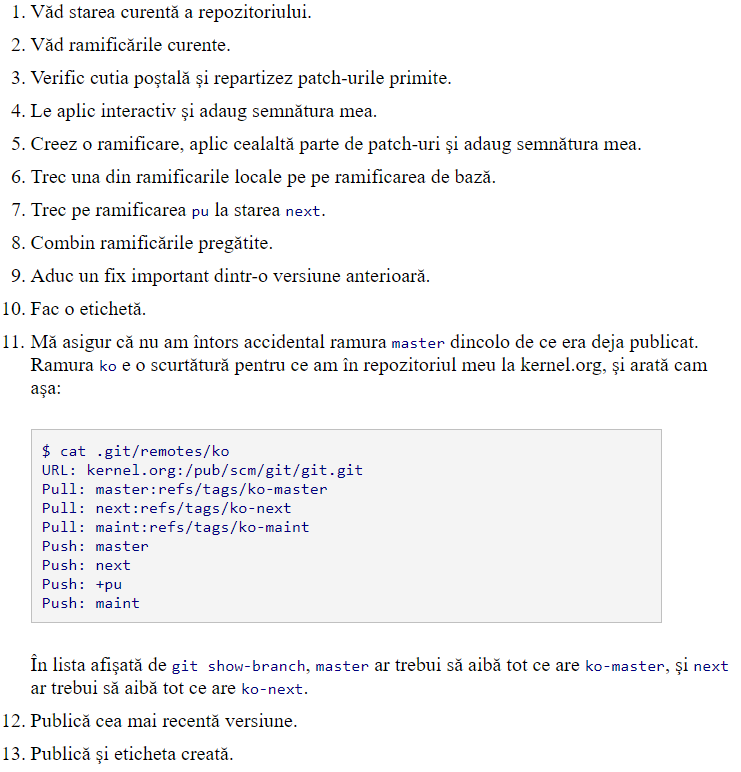 1. Văd starea curentă a repozitoriului.
2. Văd ramificările curente.
3. Verific cutia poștală și repartizez patch-urile primite.
4. Le aplic interactiv și adaug semnătura mea.
5. Creez o ramificare, aplic cealaltă parte de patch-uri și adaug semnătura mea.
6. Trec una din ramificarile locale pe pe ramificarea de bază.
7. Trec pe ramificarea pu la starea next.
8. Combin ramificările pregătite.
9. Aduc un fix important dintr-o versiune anterioară.
10. Fac o etichetă.
11. Mă asigur că nu am întors accidental ramura master dincolo de ce era deja publicat.
Ramura ko e o scurtătură pentru ce am în repozitoriul meu la kernel.org, și arată cam
așa:
$ cat .git/remotes/ko
URL: kernel.org:/pub/scm/git/git.git
Pull: master:refs/tags/ko-master
Pull: next:refs/tags/ko-next
Pull: maint:refs/tags/ko-maint
Push: master
Push: next
Push: +pu
Push: maint
În lista afișată de git show-branch, master ar trebui să aibă tot ce are ko-master, și next
ar trebui să aibă tot ce are ko-next.
12. Publică cea mai recentă versiune.
13. Publică și eticheta creată.